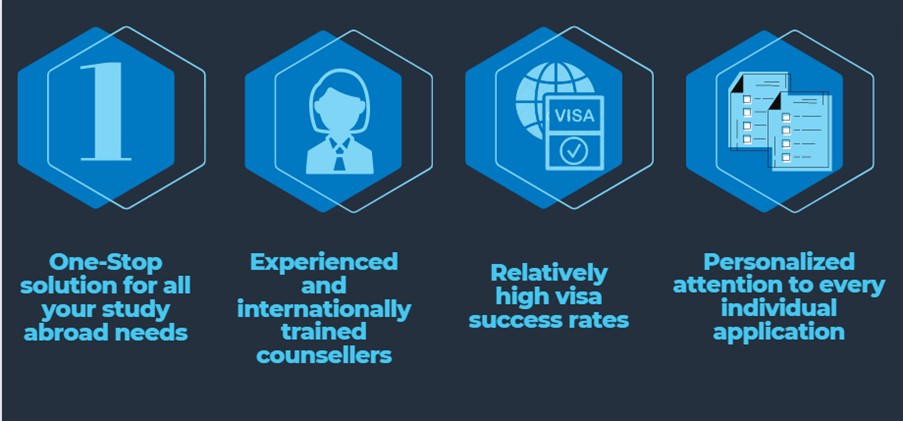 1
VISA
One-Stop
solution for all
your study
abroad needs
Experienced
and
internationally
trained
counsellers
Relatively
high visa
success rates
Personalized
attention to every
individual
application